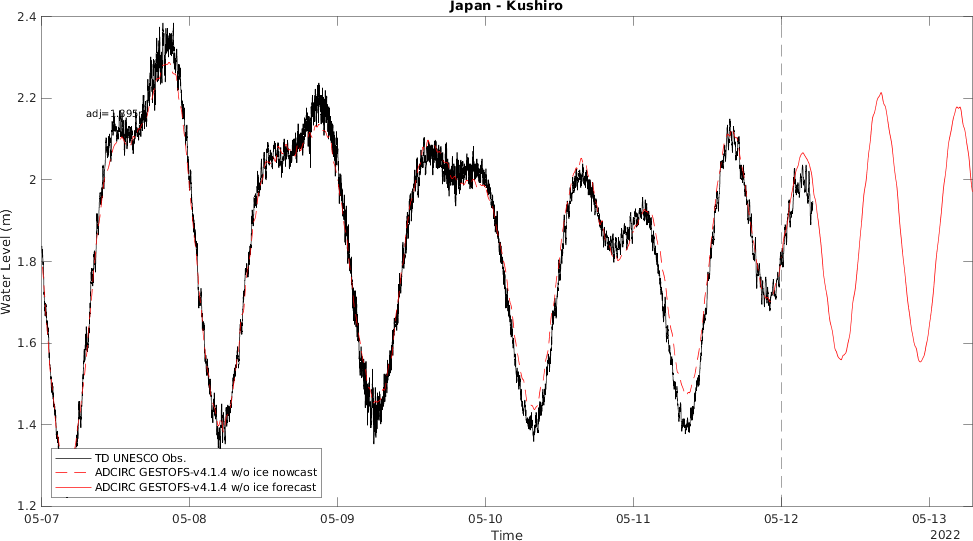 Japan - Kushiro
2.4
2.2
2
1.8
1.6
1.4
1.2
Water Level (m)
TD UNESCO Obs.
ADCIRC GESTOFS-v4.1.4 w/o ice nowcast
ADCIRC GESTOFS-v4.1.4 w/o ice forecast
05-07
05-08
05-09
05-10
05-11
05-12
05-13
Time
2022